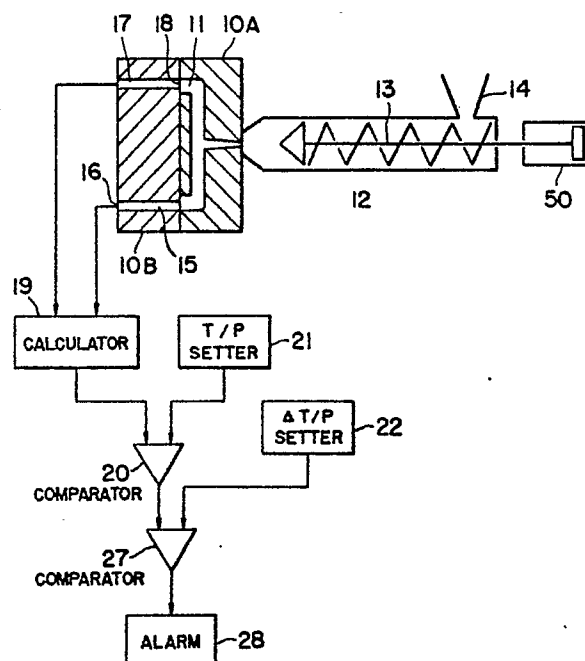 10A
17 18 11
13
14
12
50
16
15
10B
19
CALCULATOR
T/P
SETTER
21
Δ T/P
SETTER
22
20
COMPARATOR
27
COMPARATOR
ALARM
28